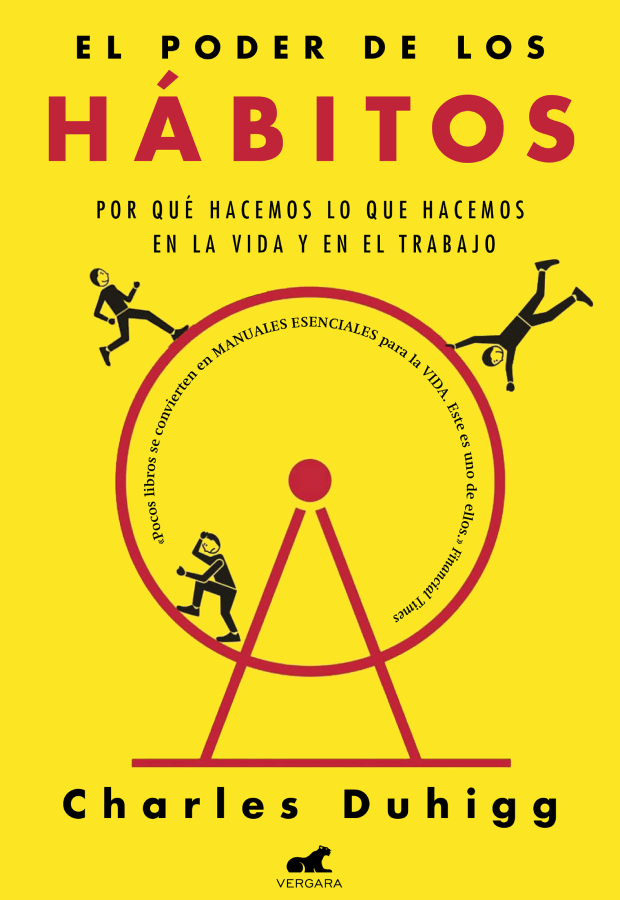 EL PODER DE LOS
HÁBITOS
POR QUÉ HACEMOS LO QUE HACEMOS
EN LA VIDA Y EN EL TRABAJO
«Pocos libros se convierten en MANUALES ESENCIALES para la VIDA. Este es uno de ellos.» Financial Times
Charles Duhigg
VERGARA